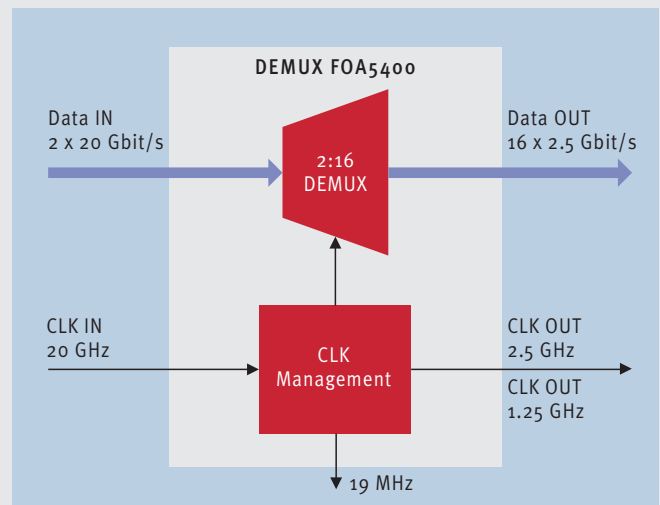 DEMUX FOA5400
Data IN
2 x 20 Gbit/s
Data OUT
16 x 2.5 Gbit/s
2:16
DEMUX
CLK IN
20 GHz
CLK
Management
CLK OUT
2.5 GHz
CLK OUT
1.25 GHz
19 MHz